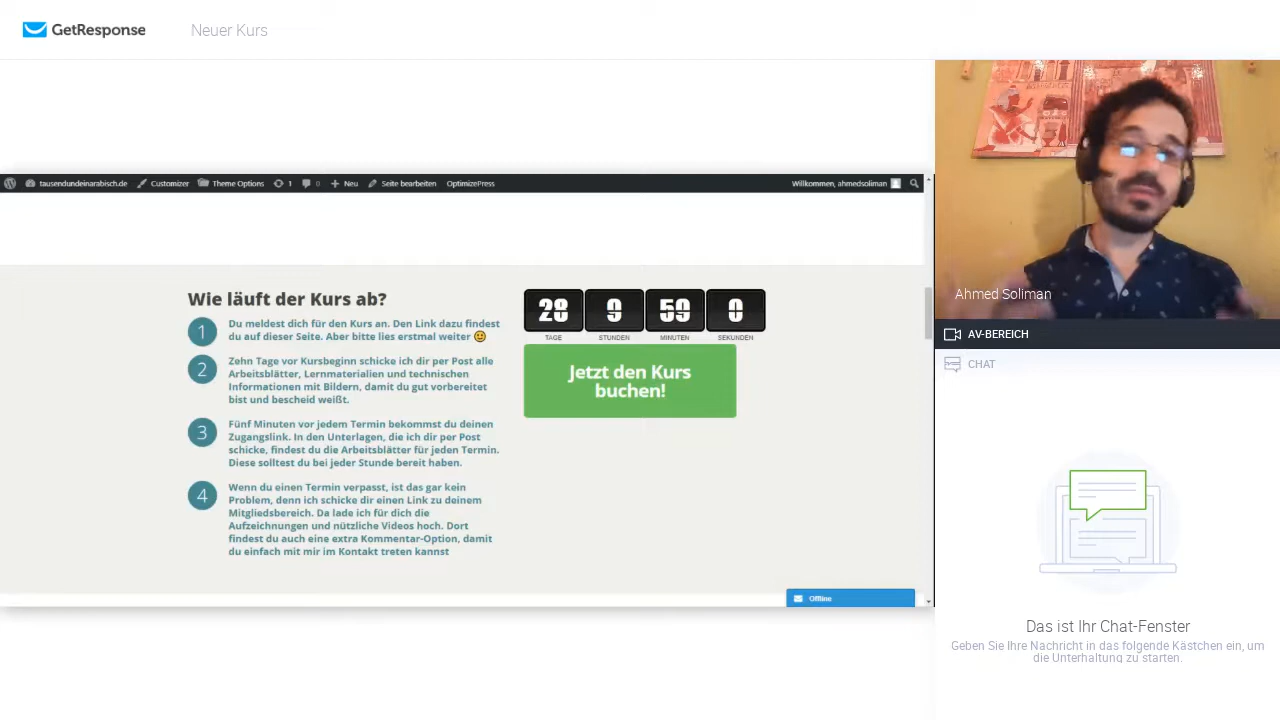 GetResponse
Neuer Kurs
tausendundeinarabisch.de Customizer Theme Options 1 0 Neu Seite bearbeiten OptimizePress Willkommen, ahmedsoliman
Wie läuft der Kurs ab?
1
Du meldest dich für den Kurs an. Den Link dazu findest
du auf dieser Seite. Aber bitte lies erstmal weiter
2
Zehn Tage vor Kursbeginn schicke ich dir per Post alle
Arbeitsblätter, Lernmaterialien und technischen
Informationen mit Bildern, damit du gut vorbereitet
bist und bescheid weißt.
3
Fünf Minuten vor jedem Termin bekommst du deinen
Zugangslink. In den Unterlagen, die ich dir per Post
schicke, findest du die Arbeitsblätter für jeden Termin.
Diese solltest du bei jeder Stunde bereit haben.
4
Wenn du einen Termin verpasst, ist das gar kein
Problem, denn ich schicke dir einen Link zu deinem
Mitgliedsbereich. Da lade ich für dich die
Aufzeichnungen und nützliche Videos hoch. Dort
findest du auch eine extra Kommentar-Option, damit
du einfach mit mir im Kontakt treten kannst
28 9 59 0
TAGE STUNDEN MINUTEN SEKUNDEN
Jetzt den Kurs
buchen!
Offline
Ahmed Soliman
AV-BEREICH
CHAT
Das ist Ihr Chat-Fenster
Geben Sie Ihre Nachricht in das folgende Kästchen ein, um
die Unterhaltung zu starten.